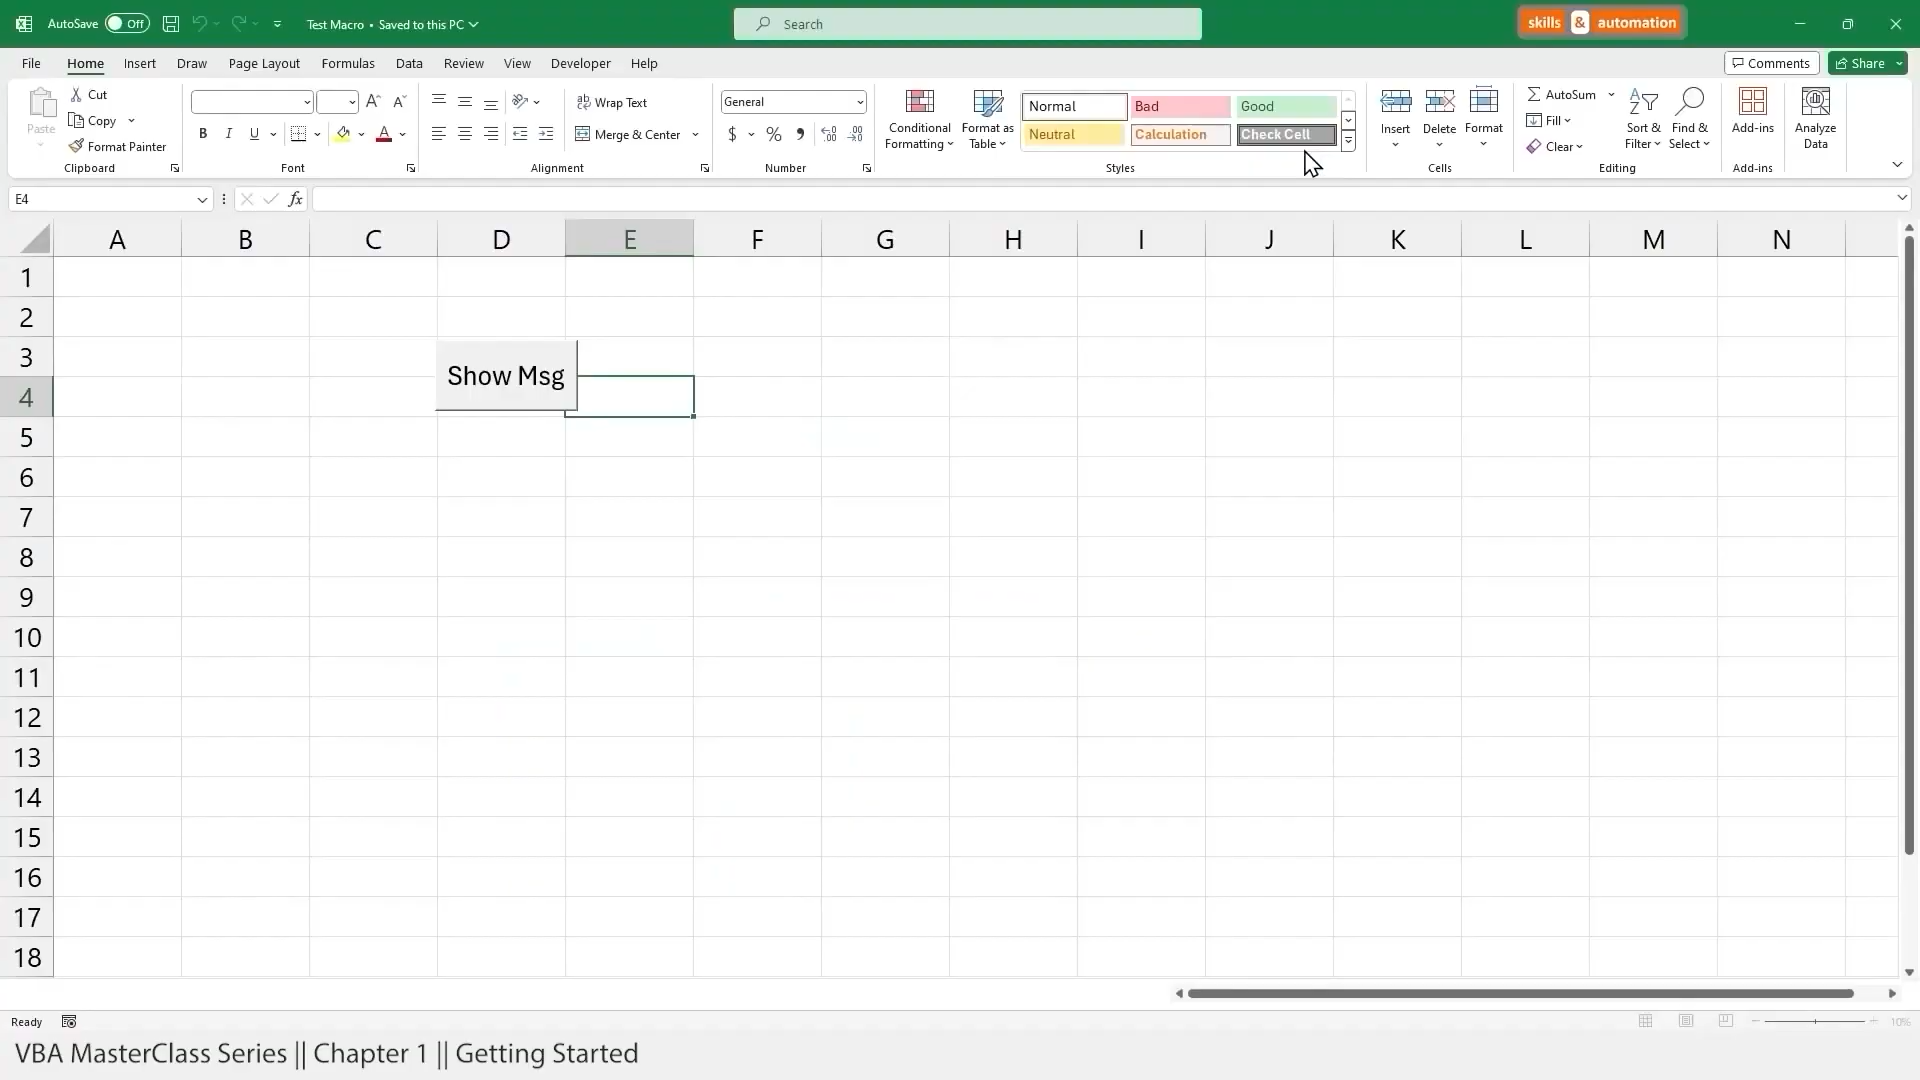 AutoSave Off Test Macro • Saved to this PC Search skills & automation
File Home Insert Draw Page Layout Formulas Data Review View Developer Help Comments Share
Paste Cut Copy Format Painter
Clipboard
B I U A
Font
ab Wrap Text
Merge & Center
Alignment
General
$ %
Number
Conditional Formatting
Format as Table
Normal Bad Good
Neutral Calculation Check Cell
Styles
Insert Delete Format
Cells
AutoSum
Fill
Clear
Sort & Filter
Find & Select
Editing
Add-ins
Add-ins
Analyze Data
E4 fx
A B C D E F G H I J K L M N
1
2
3
Show Msg
4
5
6
7
8
9
10
11
12
13
14
15
16
17
18
Ready 10%
VBA MasterClass Series || Chapter 1 || Getting Started